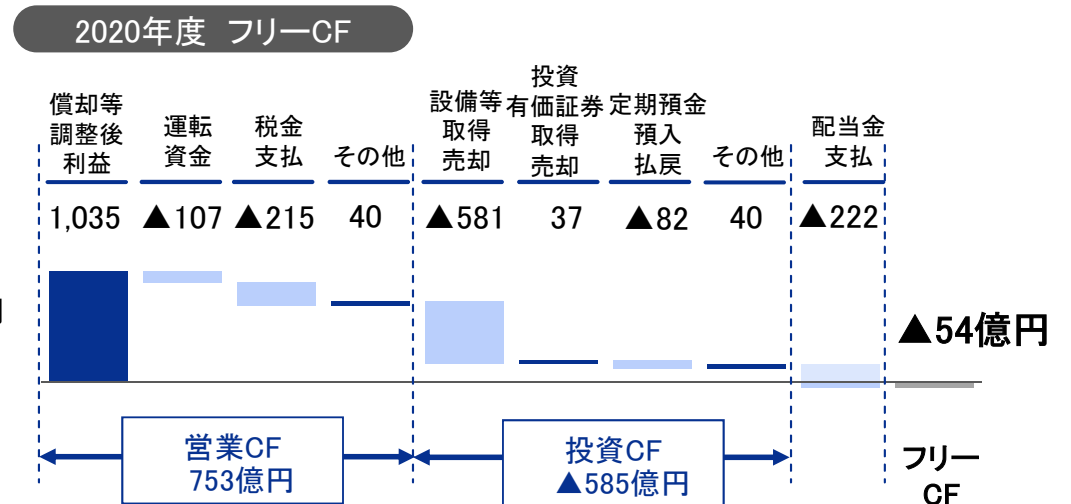 2020年度 フリーCF
償却等
調整後
利益
運転
資金
税金
支払
その他
設備等
取得
売却
投資
有価証券
取得
売却
定期預金
預入
払戻
その他
配当金
支払
1,035 ▲107 ▲215 40 ▲581 37 ▲82 40 ▲222
▲54億円
営業CF
753億円
投資CF
▲585億円
フリー
CF